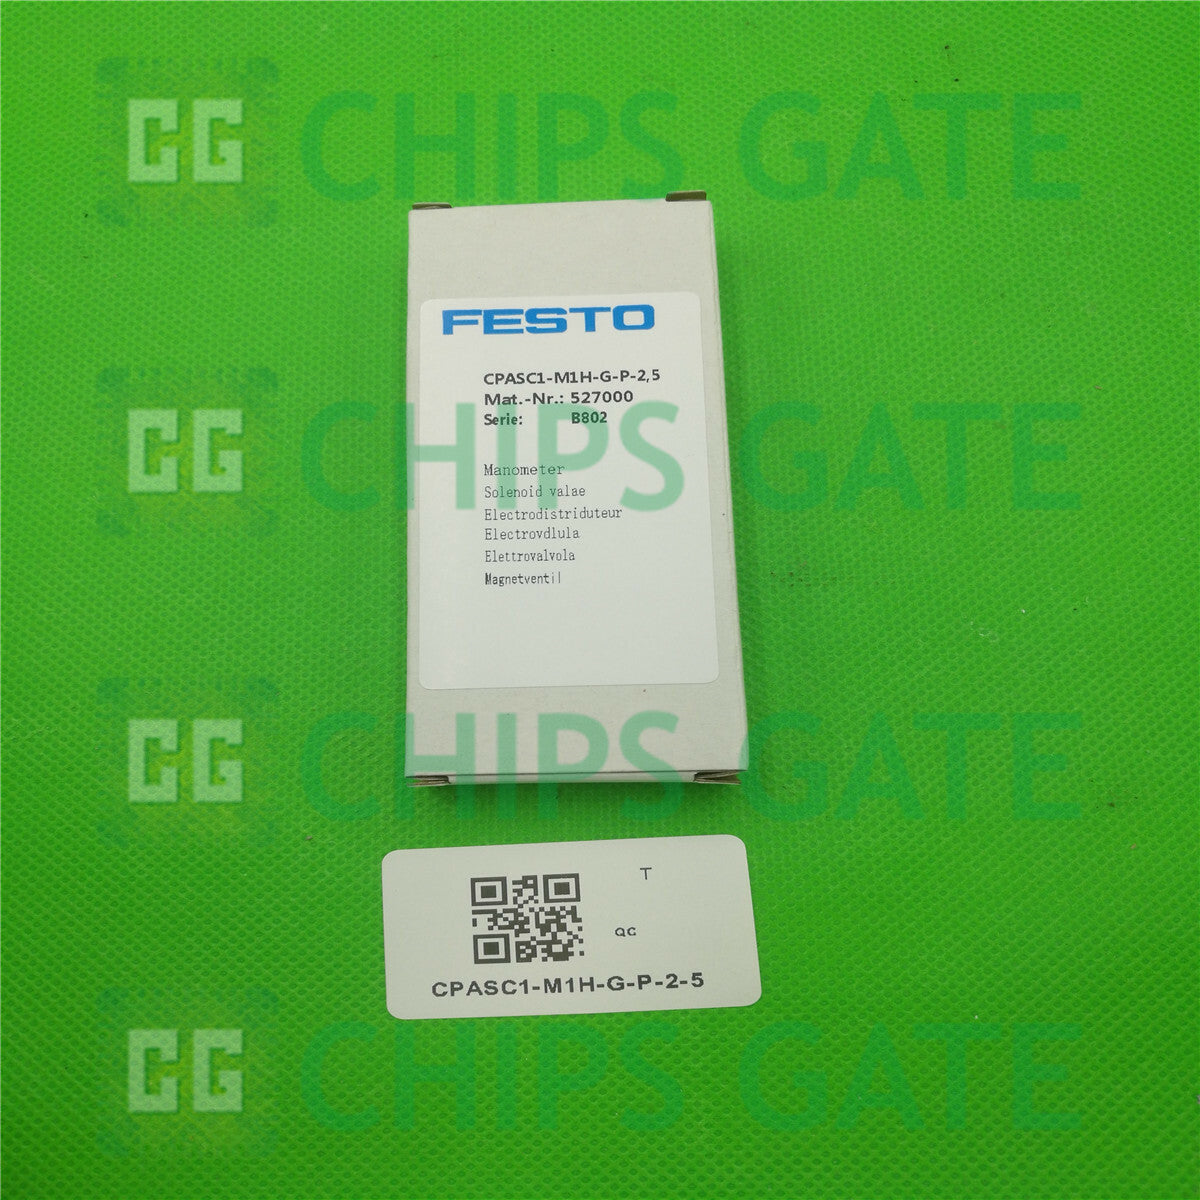 CG CHIPS GATE
FESTO
CPASC1-M1H-G-P-2,5
Mat.-Nr.: 527000
Serie: B802
CG CHIPS GATE
Manometer
Solenoid valae
Electrodistriduteur
Electrovdlula
Elettrovalvola
Magnetventil
CG CHIPS GATE
T
QC
CPASC1-M1H-G-P-2-5
CG CHIPS GATE